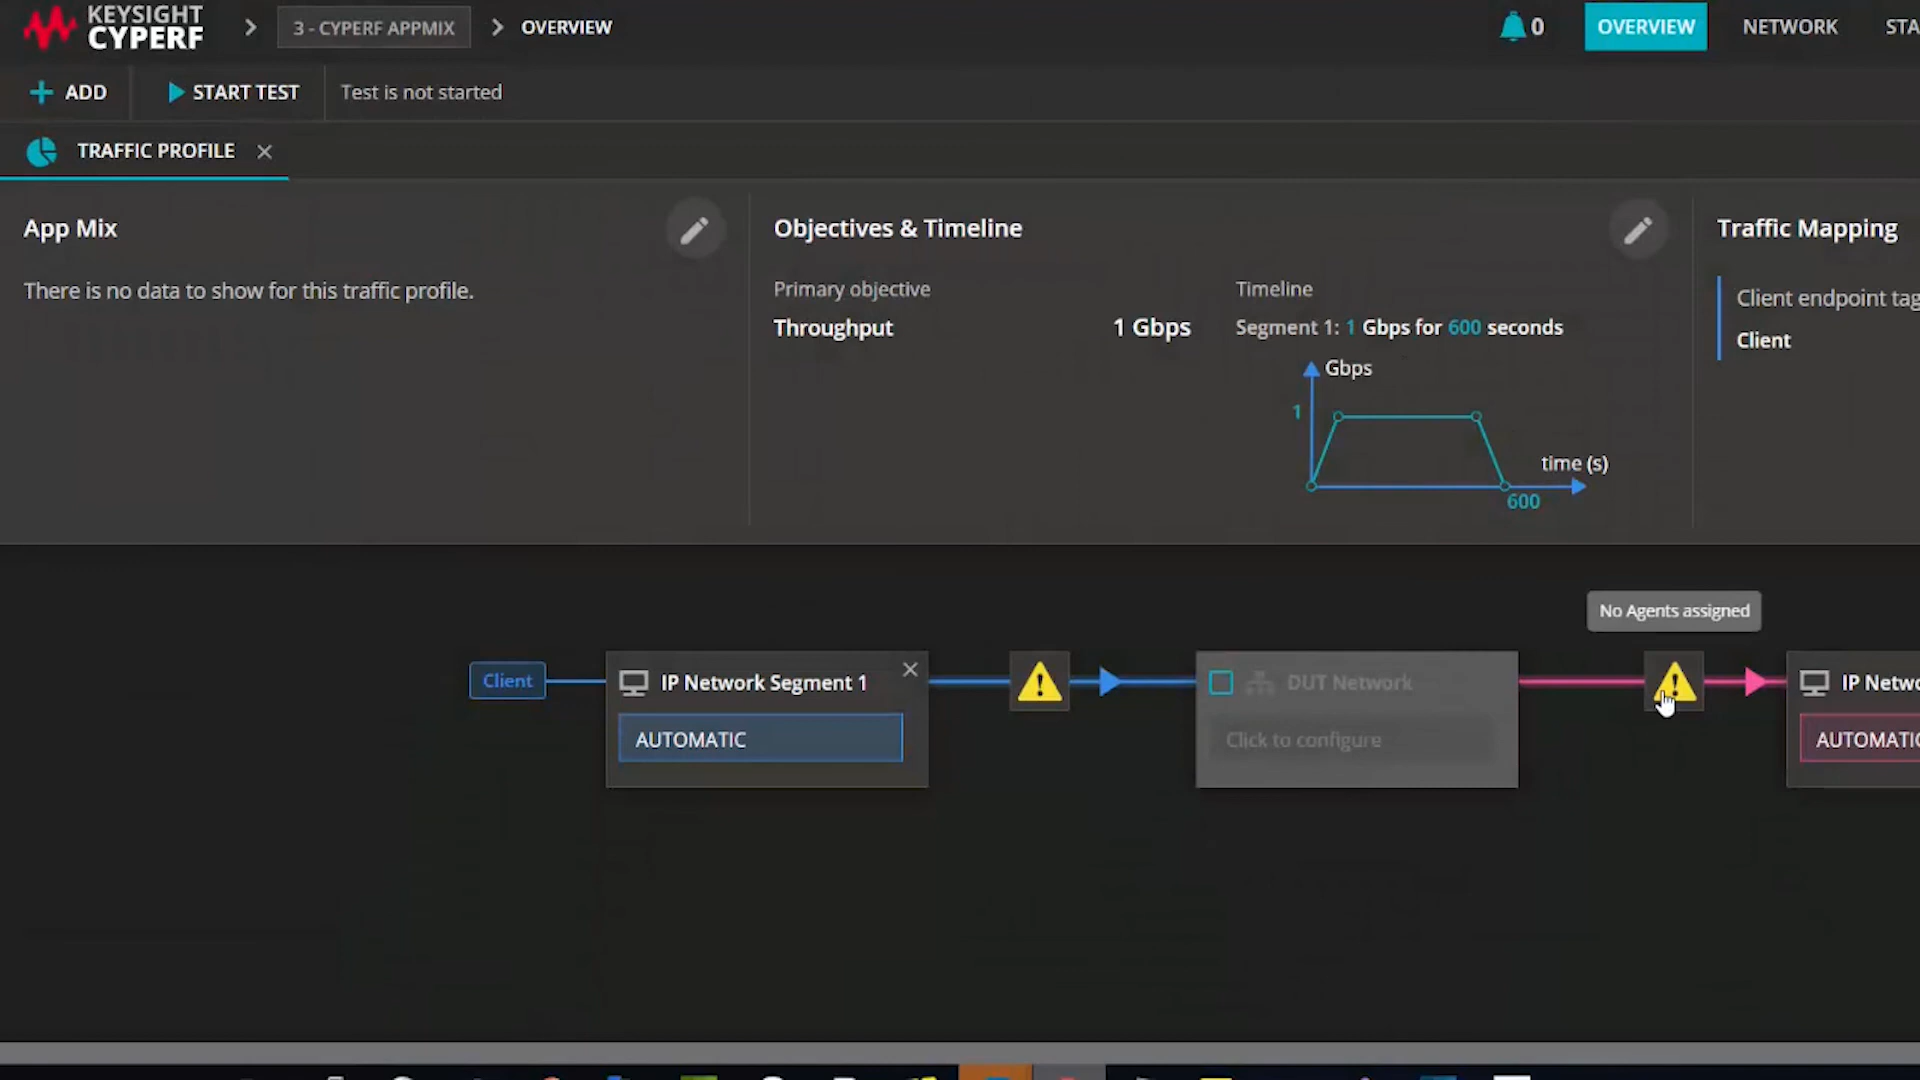 KEYSIGHT
CYPERF
3 - CYPERF APPMIX
OVERVIEW
0
OVERVIEW
NETWORK
STA
ADD
START TEST
Test is not started
TRAFFIC PROFILE
App Mix
There is no data to show for this traffic profile.
Objectives & Timeline
Primary objective
Throughput
1 Gbps
Timeline
Segment 1: 1 Gbps for 600 seconds
Gbps
1
time (s)
600
Traffic Mapping
Client endpoint tag
Client
No Agents assigned
Client
IP Network Segment 1
AUTOMATIC
DUT Network
Click to configure
IP Netwo
AUTOMATIC